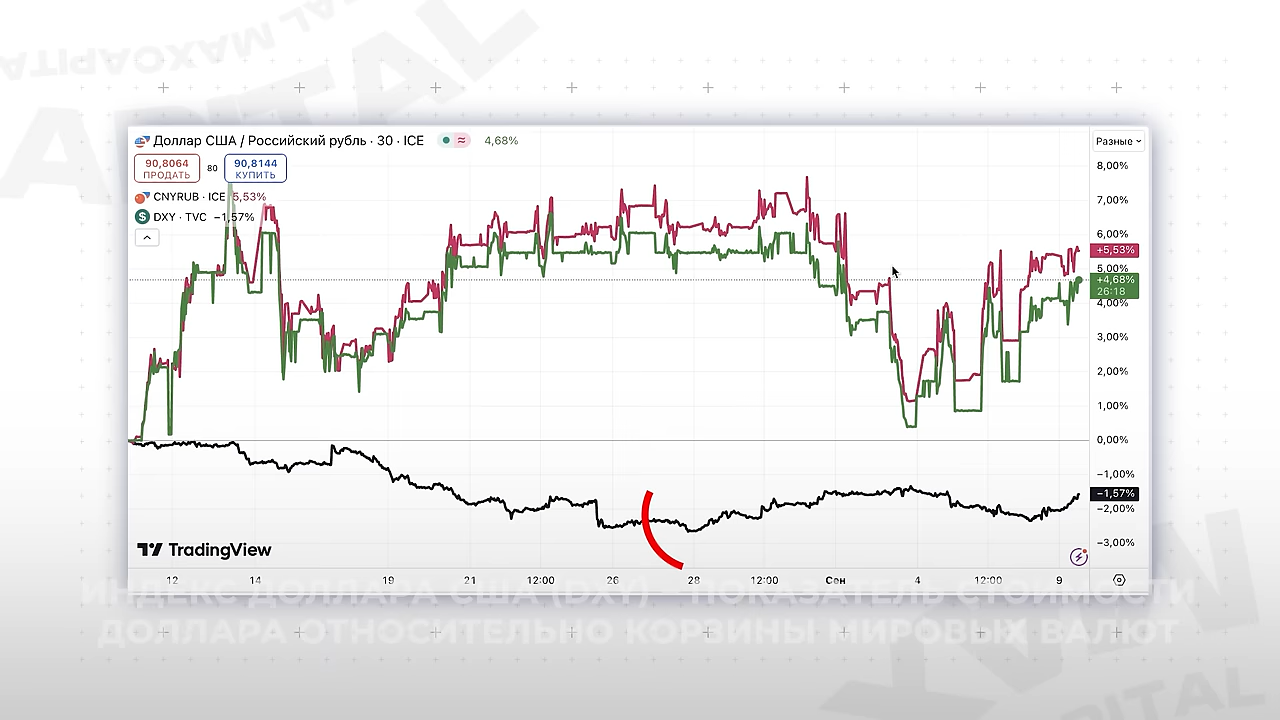 Доллар США / Российский рубль · 30 · ICE 4,68%
90,8064 ПРОДАТЬ 80 90,8144 КУПИТЬ
CNYRUB · ICE 5,53%
DXY · TVC −1,57%
Разные
8,00%
7,00%
6,00%
+5,53%
5,00%
+4,68%
26:18
4,00%
3,00%
2,00%
1,00%
0,00%
−1,00%
−1,57%
−2,00%
−3,00%
TradingView
12 14 19 21 12:00 26 28 12:00 Сен 4 12:00 9
ИНДЕКС ДОЛЛАРА США (DXY) - ПОКАЗАТЕЛЬ СТОИМОСТИ
ДОЛЛАРА ОТНОСИТЕЛЬНО КОРЗИНЫ МИРОВЫХ ВАЛЮТ